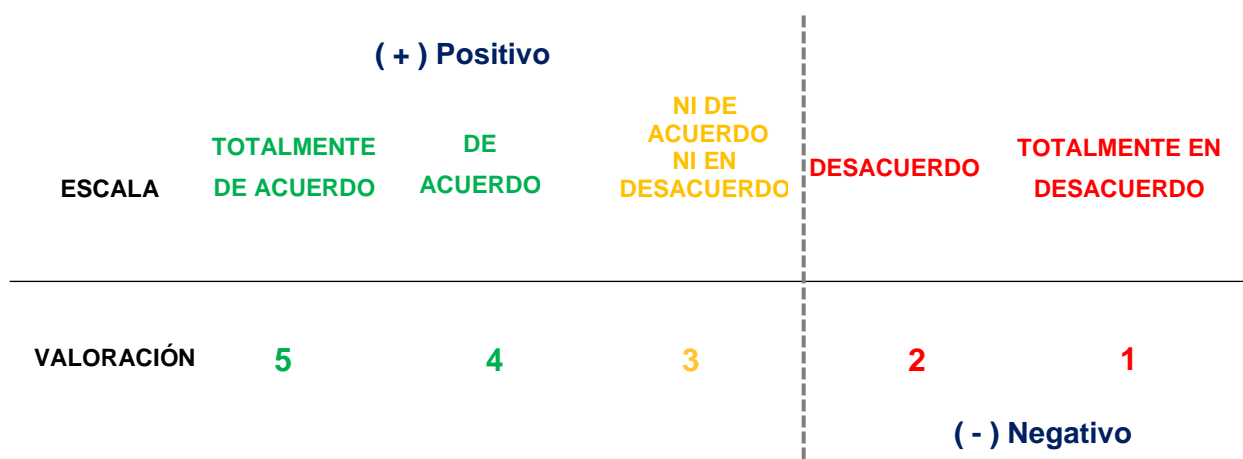 ( + ) Positivo
ESCALA
TOTALMENTE
DE ACUERDO
DE
ACUERDO
NI DE
ACUERDO
NI EN
DESACUERDO
DESACUERDO
TOTALMENTE EN
DESACUERDO
VALORACIÓN 5 4 3 2 1
( - ) Negativo